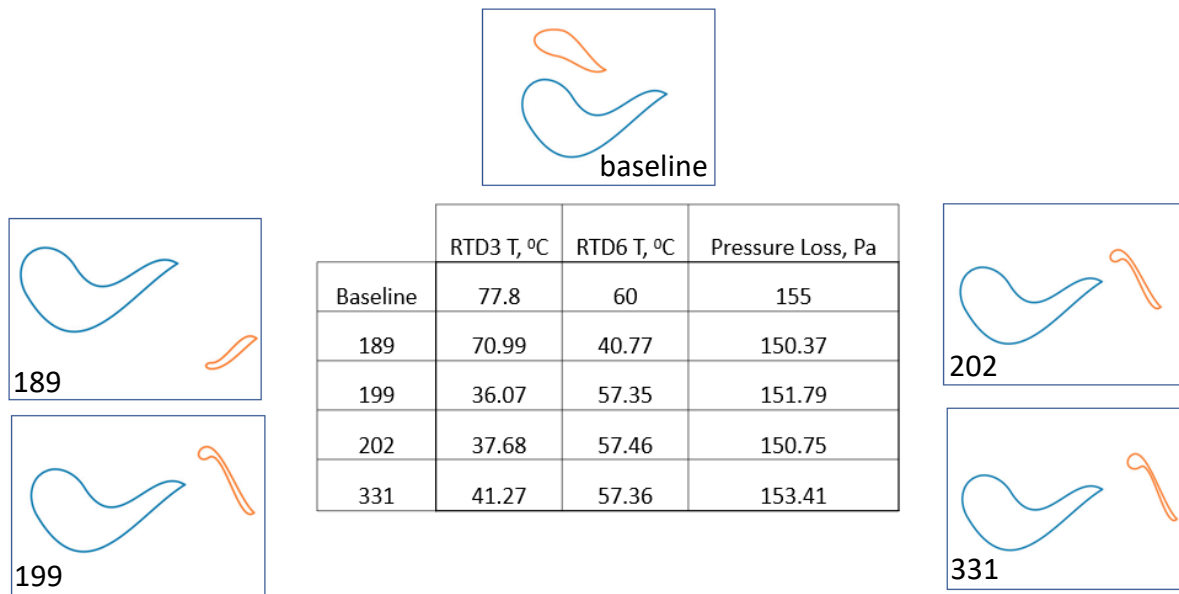 baseline
RTD3 T, ⁰C RTD6 T, ⁰C Pressure Loss, Pa
Baseline 77.8 60 155
189 70.99 40.77 150.37
199 36.07 57.35 151.79
202 37.68 57.46 150.75
331 41.27 57.36 153.41
189
199
202
331